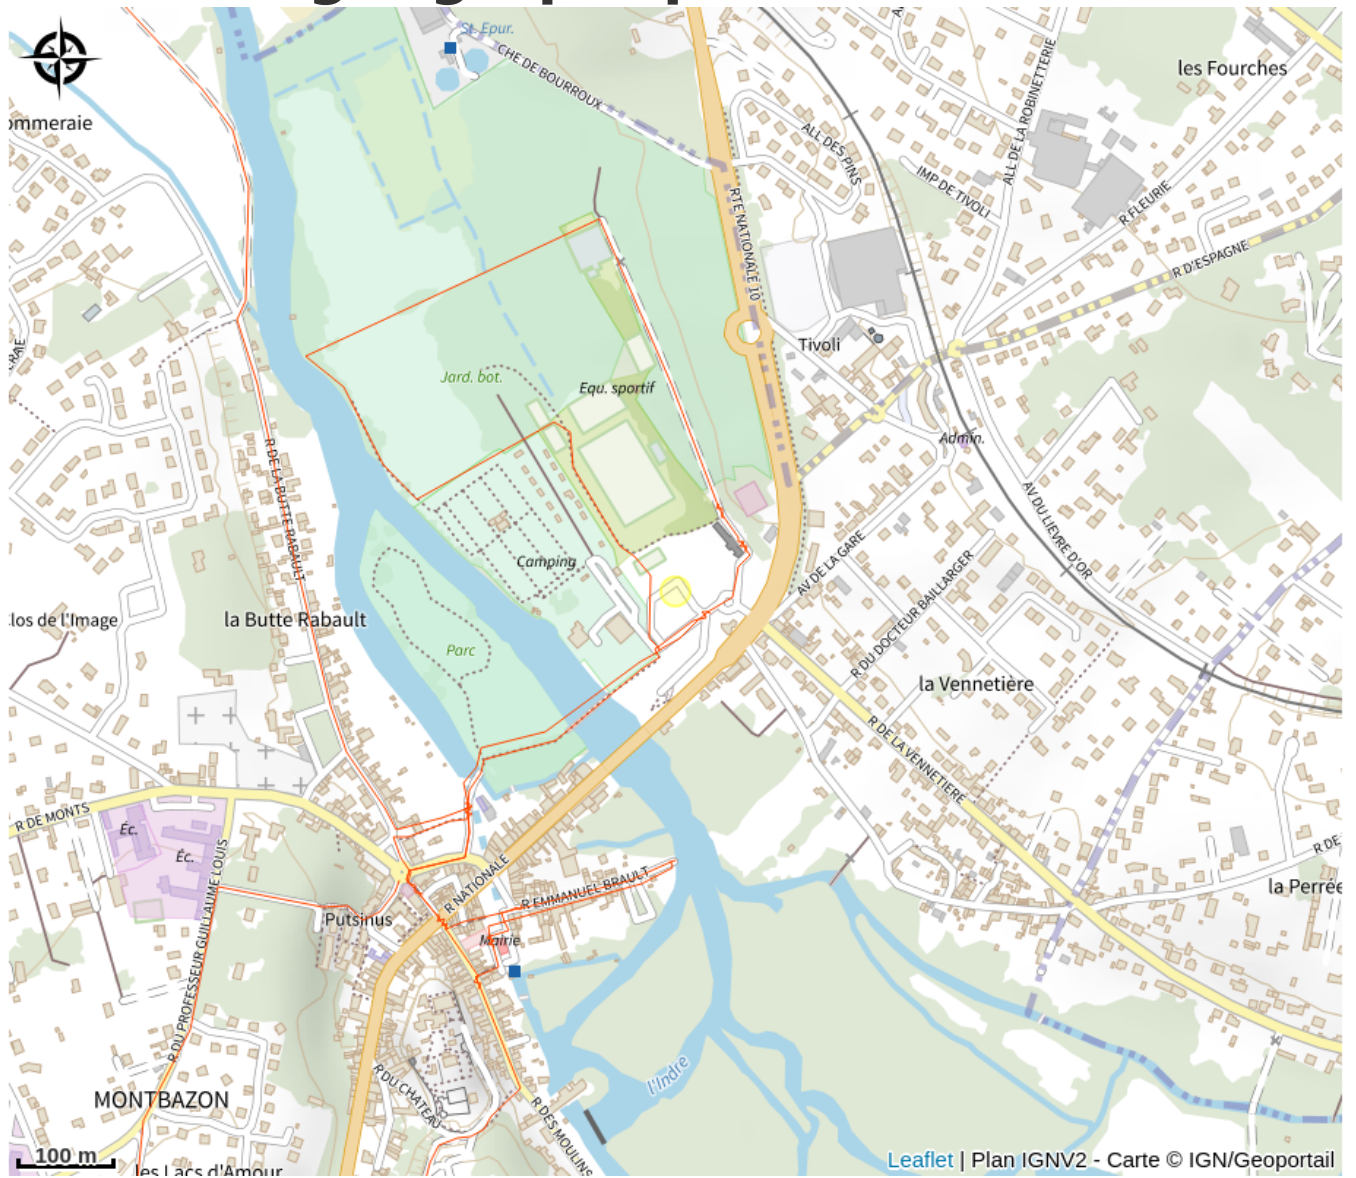 St. Epur.
CHE DE BOURROUX
les Fourches
ommeraie
ALL DES PINS
ALL DE LA ROBINETTERIE
IMP DE TIVOLI
R FLEURIE
RTE NATIONALE 10
R D'ESPAGNE
Tivoli
ERAIE
Jard. bot.
Equ. sportif
Admin.
R DE LA BUTTE RABAULT
AV DU LIEVRE D'OR
Camping
AV DE LA GARE
R DU DOCTEUR BAILLARGER
los de l'Image
la Butte Rabault
Parc
la Vennetière
R DE LA VENNETIERE
R DE MONTS
Éc.
Éc.
R DE
R NATIONALE
R EMMANUEL BRAULT
la Perrée
Putsinus
Mairie
R DU PROFESSEUR GUILLAUME LOUIS
l'Indre
R DU CHATEAU
MONTBAZON
R DES MOULINS
100 m
les Lacs d'Amour
Leaflet | Plan IGNV2 - Carte © IGN/Geoportail